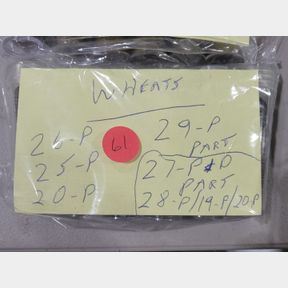 WHEATS
26-P
25-P
20-P
61
29-P
PART
27-P&D
PART
28-P/19-P/20-P